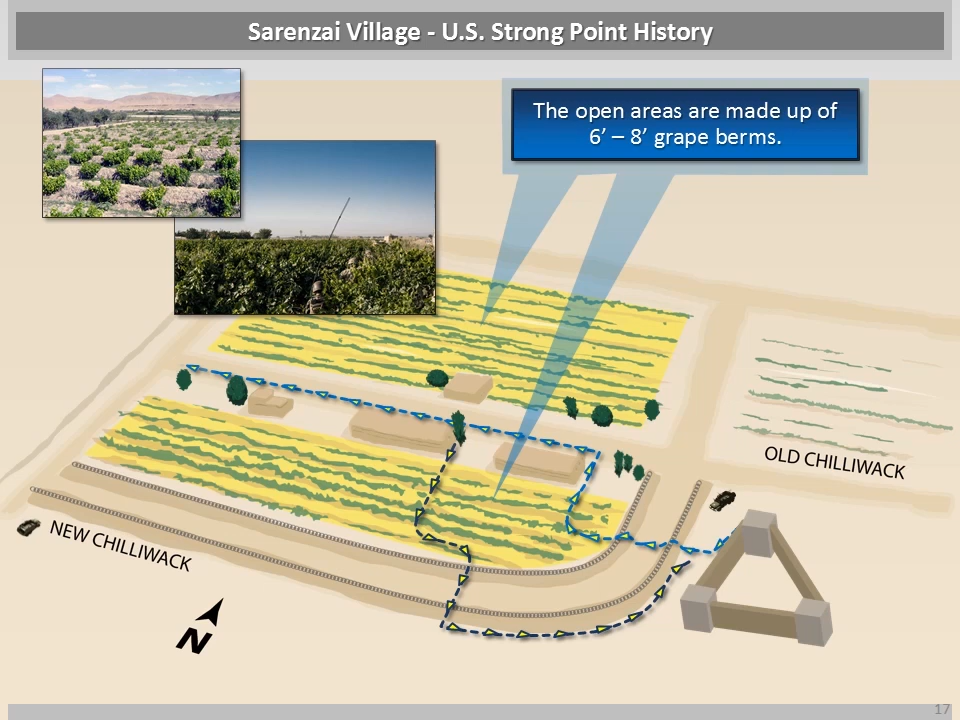 Sarenzai Village - U.S. Strong Point History
The open areas are made up of
6’ – 8’ grape berms.
OLD CHILLIWACK
NEW CHILLIWACK
N
17